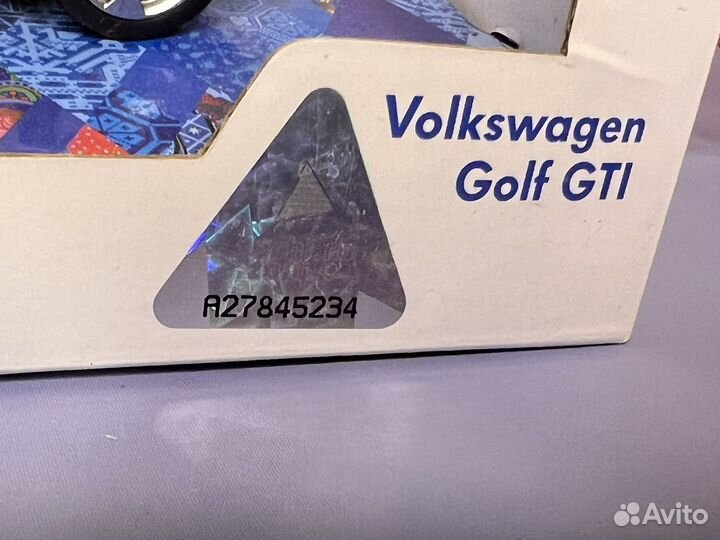 Volkswagen
Golf GTI
A27845234
Avito